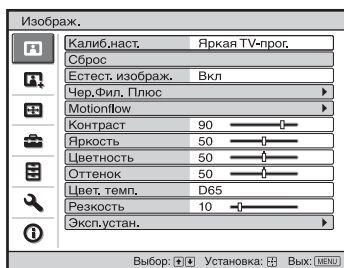 Изображ.
Калиб.наст. Яркая TV-прог.
Сброс
Естест. изображ. Вкл
Чер.Фил. Плюс
Motionflow
Контраст 90
Яркость 50
Цветность 50
Оттенок 50
Цвет. темп. D65
Резкость 10
Эксп.устан.
Выбор: Установка: Вых: MENU